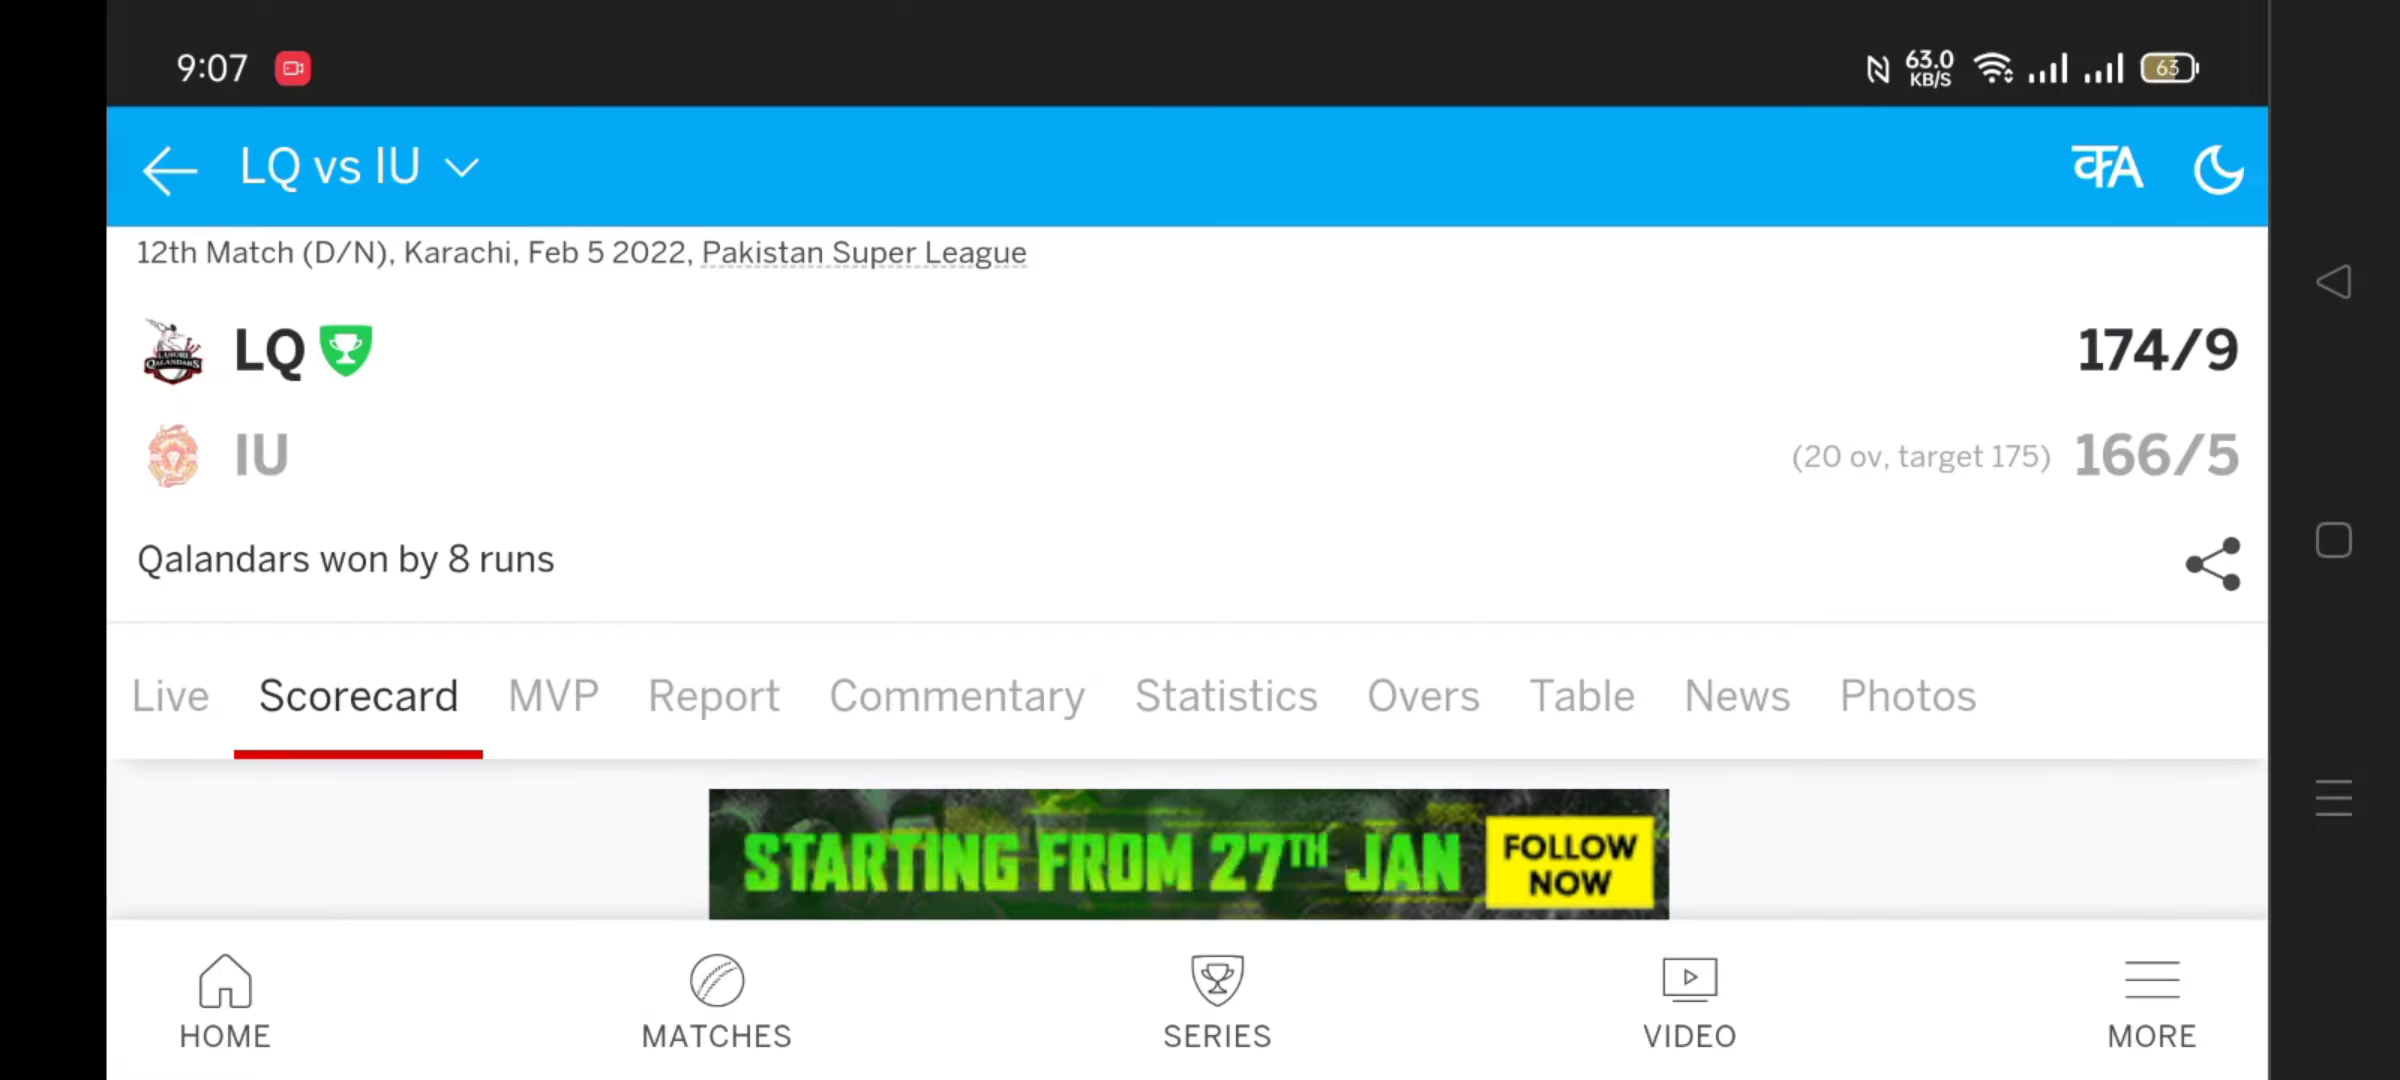 9:07
63.0
KB/S
63
LQ vs IU
क A
12th Match (D/N), Karachi, Feb 5 2022, Pakistan Super League
LAHORE
QALANDARS
LQ
174/9
IU
(20 ov, target 175) 166/5
Qalandars won by 8 runs
Live Scorecard MVP Report Commentary Statistics Overs Table News Photos
STARTING FROM 27TH JAN
FOLLOW
NOW
HOME MATCHES SERIES VIDEO MORE